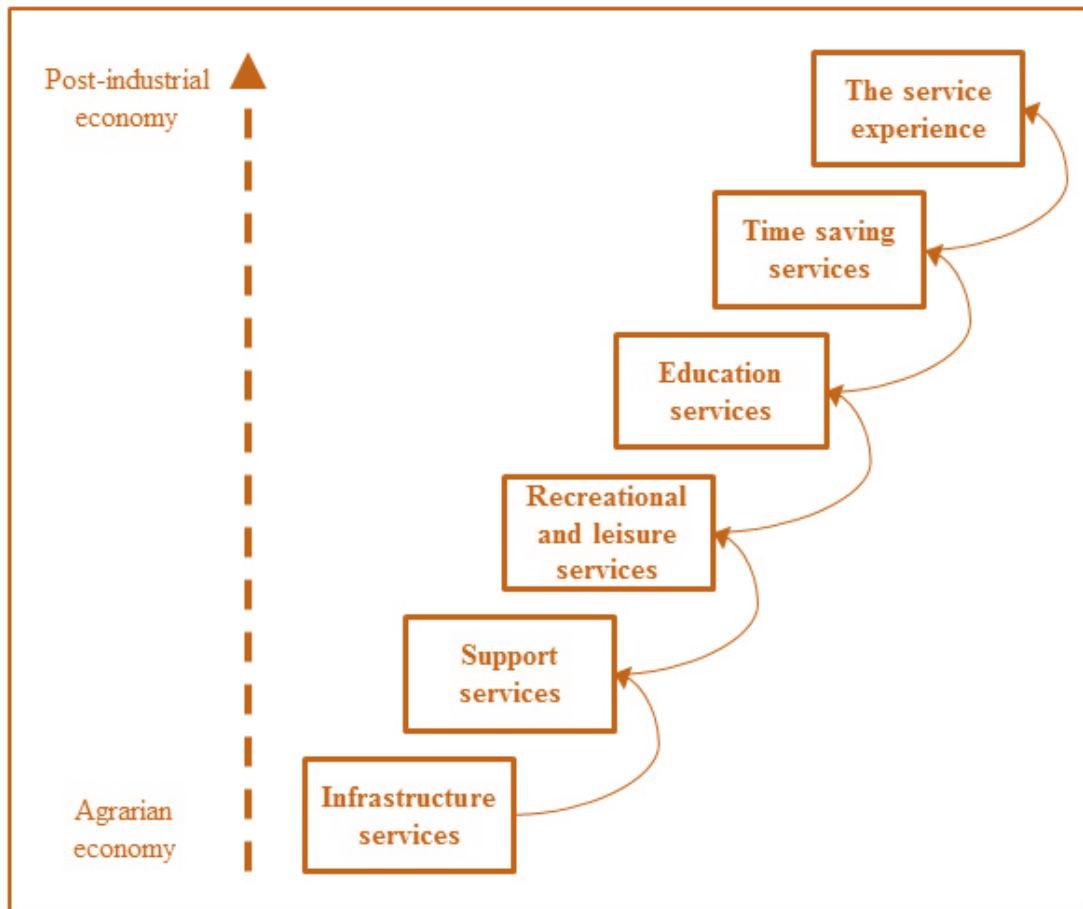 Post-industrial
economy
The service
experience
Time saving
services
Education
services
Recreational
and leisure
services
Support
services
Infrastructure
services
Agrarian
economy